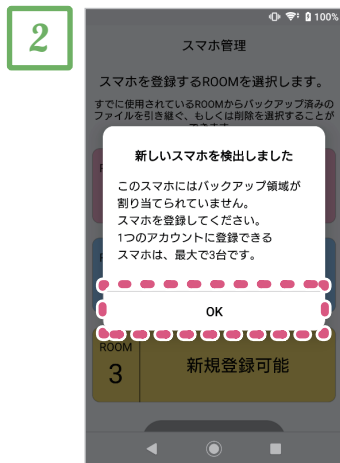 2
100%
スマホ管理
スマホを登録するROOMを選択します。
すでに使用されているROOMからバックアップ済みの
ファイルを引き継ぐ、もしくは削除を選択することが
新しいスマホを検出しました
このスマホにはバックアップ領域が
割り当てられていません。
スマホを登録してください。
1つのアカウントに登録できる
スマホは、最大で3台です。
OK
ROOM
3
新規登録可能